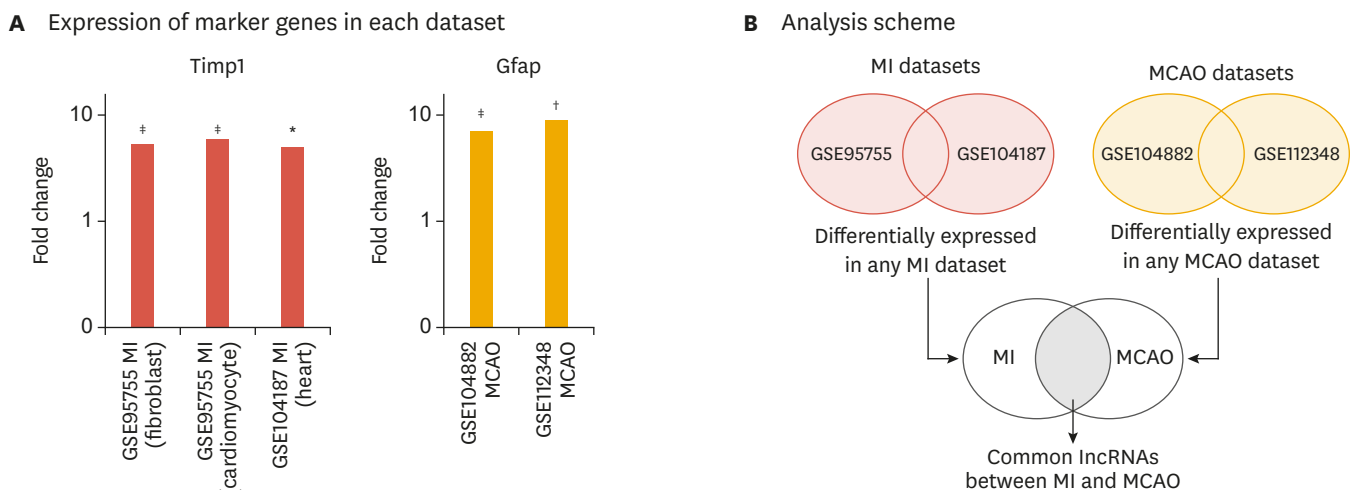 A Expression of marker genes in each dataset
Timp1
Fold change
10
1
0
‡
‡
*
GSE95755 MI
(fibroblast)
GSE95755 MI
(cardiomyocyte)
GSE104187 MI
(heart)
Gfap
Fold change
10
1
0
‡
†
GSE104882
MCAO
GSE112348
MCAO
B Analysis scheme
MI datasets
GSE95755
GSE104187
Differentially expressed
in any MI dataset
MCAO datasets
GSE104882
GSE112348
Differentially expressed
in any MCAO dataset
MI
MCAO
Common lncRNAs
between MI and MCAO